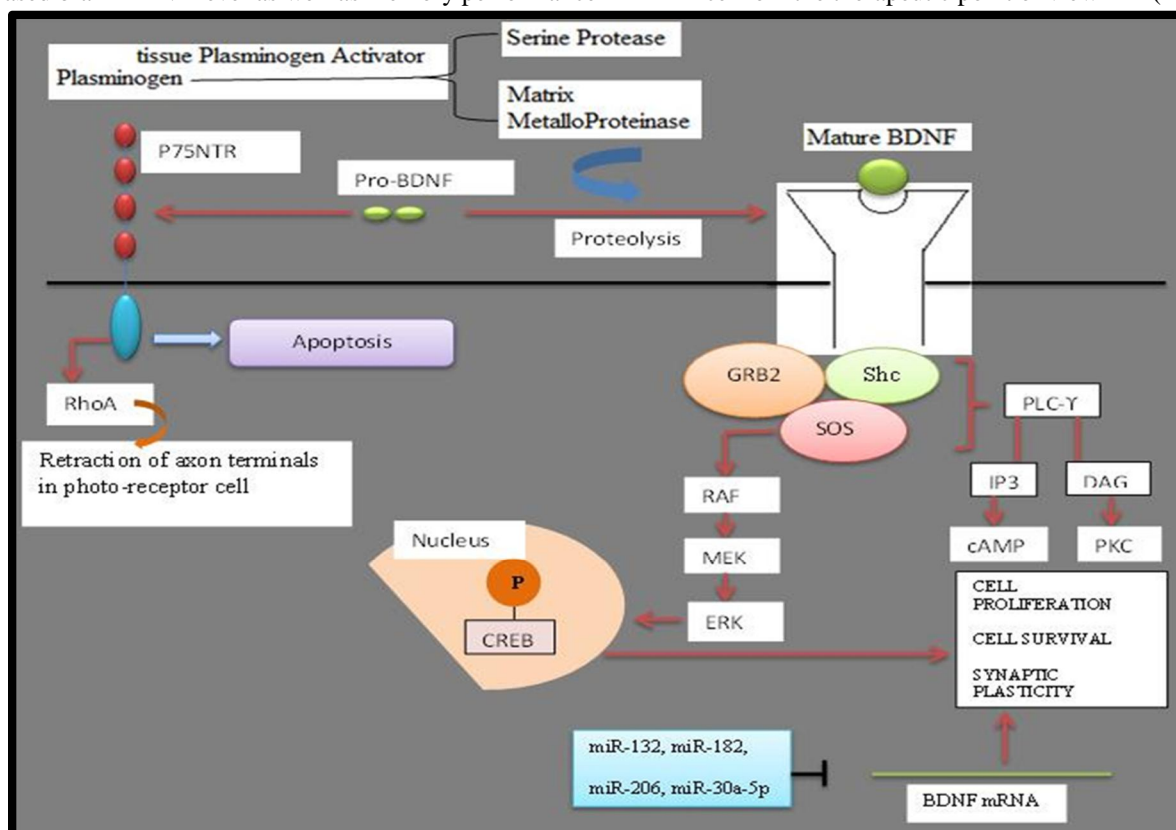 tissue Plasminogen Activator
Plasminogen
Serine Protease
Matrix
MetalloProteinase
P75NTR
Pro-BDNF
Mature BDNF
Proteolysis
Apoptosis
RhoA
Retraction of axon terminals
in photo-receptor cell
GRB2
Shc
SOS
PLC-ϒ
IP3
DAG
cAMP
PKC
RAF
MEK
ERK
Nucleus
P
CREB
CELL
PROLIFERATION
CELL SURVIVAL
SYNAPTIC
PLASTICITY
miR-132, miR-182,
miR-206, miR-30a-5p
BDNF mRNA